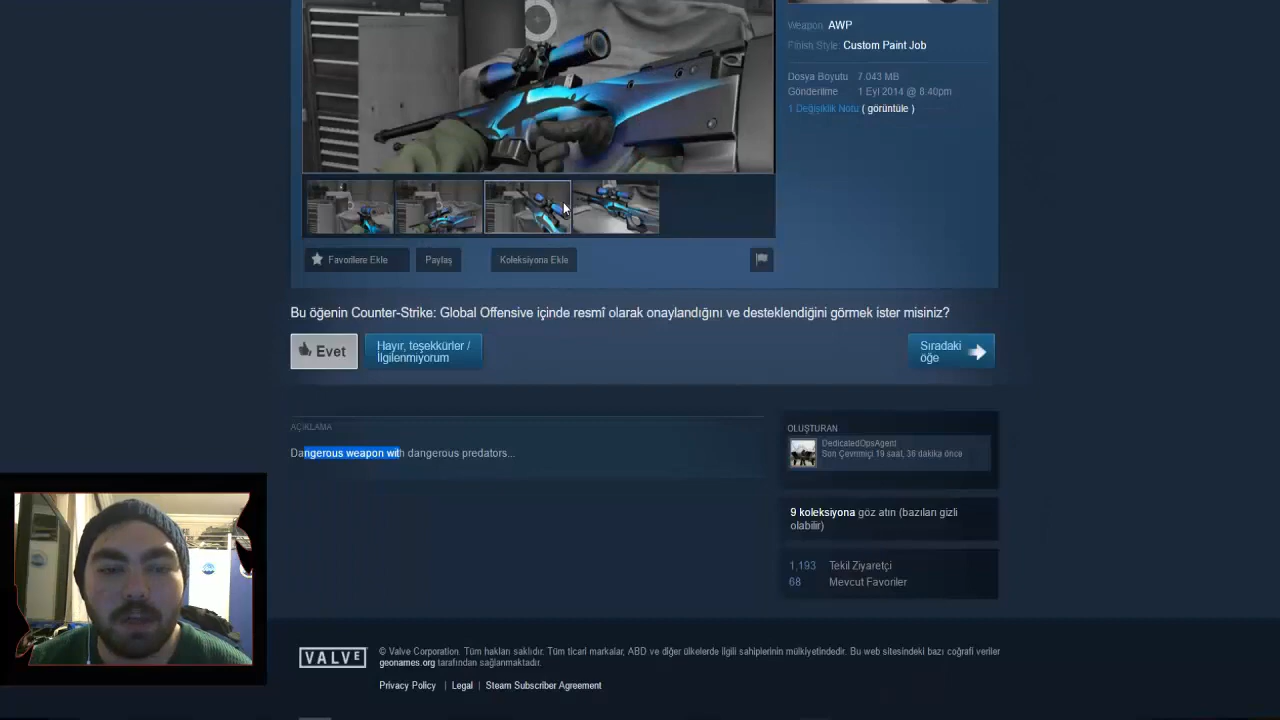 Weapon: AWP
Finish Style: Custom Paint Job
Dosya Boyutu 7.043 MB
Gönderilme 1 Eyl 2014 @ 8:40pm
1 Değişiklik Notu ( görüntüle )
Favorilere Ekle
Paylaş
Koleksiyona Ekle
Bu öğenin Counter-Strike: Global Offensive içinde resmî olarak onaylandığını ve desteklendiğini görmek ister misiniz?
Evet
Hayır, teşekkürler /
İlgilenmiyorum
Sıradaki
öğe
AÇIKLAMA
Dangerous weapon with dangerous predators...
OLUŞTURAN
DedicatedOpsAgent
Son Çevrimiçi 19 saat, 36 dakika önce
9 koleksiyona göz atın (bazıları gizli
olabilir)
1,193 Tekil Ziyaretçi
68 Mevcut Favoriler
VALVE
© Valve Corporation. Tüm hakları saklıdır. Tüm ticari markalar, ABD ve diğer ülkelerde ilgili sahiplerinin mülkiyetindedir. Bu web sitesindeki bazı coğrafi veriler
geonames.org tarafından sağlanmaktadır.
Privacy Policy | Legal | Steam Subscriber Agreement